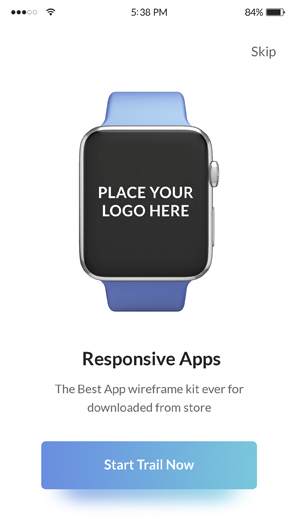 5:38 PM
84%
Skip
PLACE YOUR
LOGO HERE
Responsive Apps
The Best App wireframe kit ever for
downloaded from store
Start Trail Now